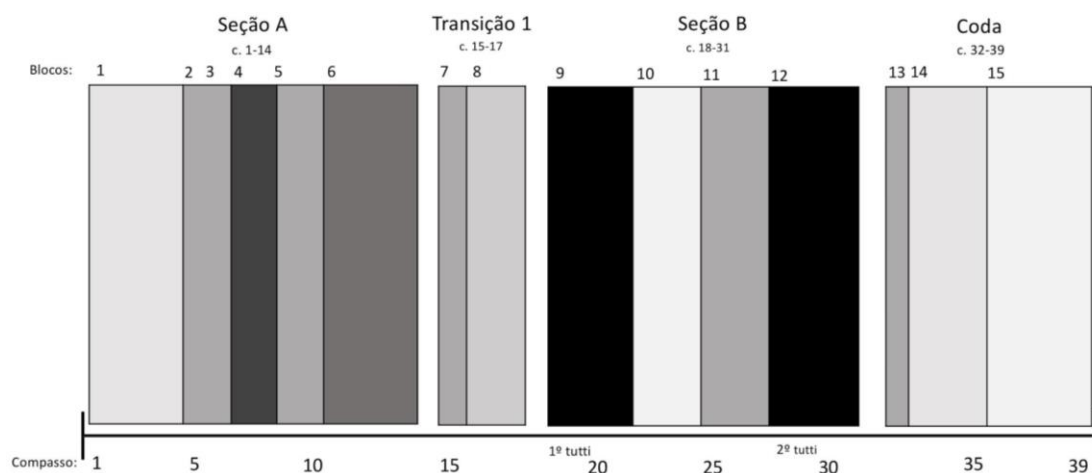 Seção A Transição 1 Seção B Coda
c. 1-14 c. 15-17 c. 18-31 c. 32-39
Blocos: 1 2 3 4 5 6 7 8 9 10 11 12 13 14 15
1º tutti 2º tutti
Compasso: 1 5 10 15 20 25 30 35 39